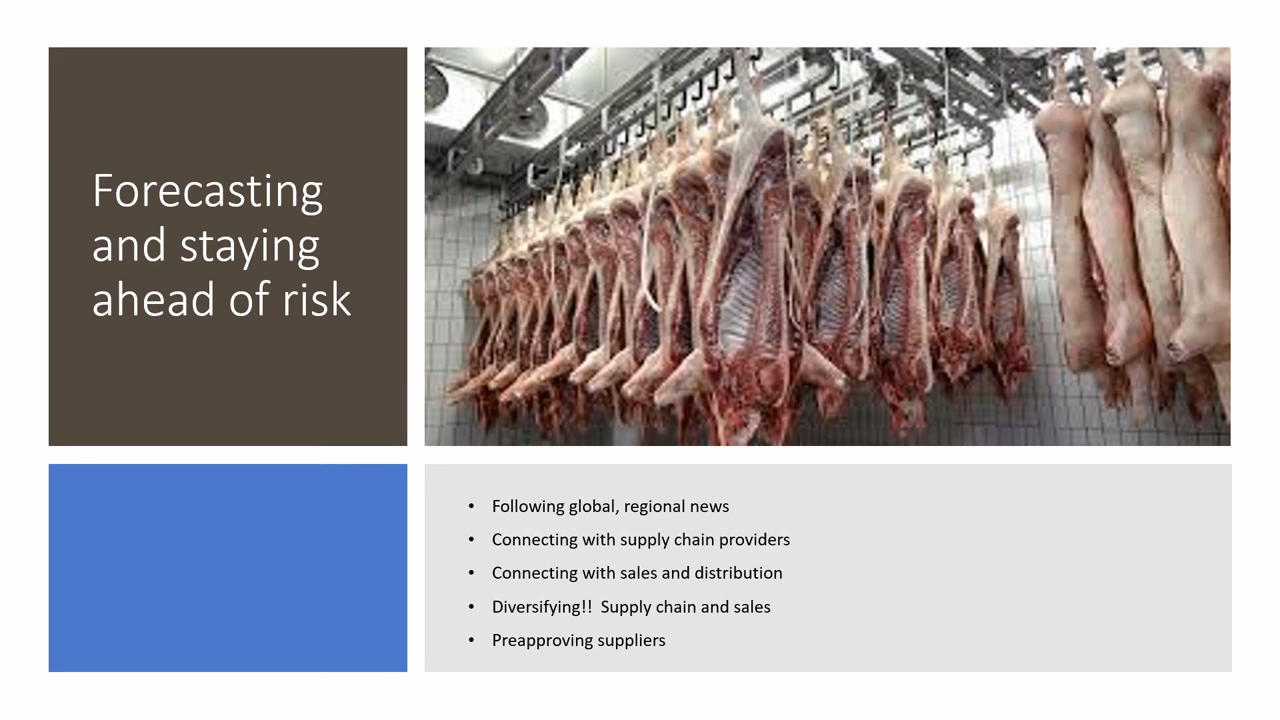 Forecasting
and staying
ahead of risk
• Following global, regional news
• Connecting with supply chain providers
• Connecting with sales and distribution
• Diversifying!!  Supply chain and sales
• Preapproving suppliers